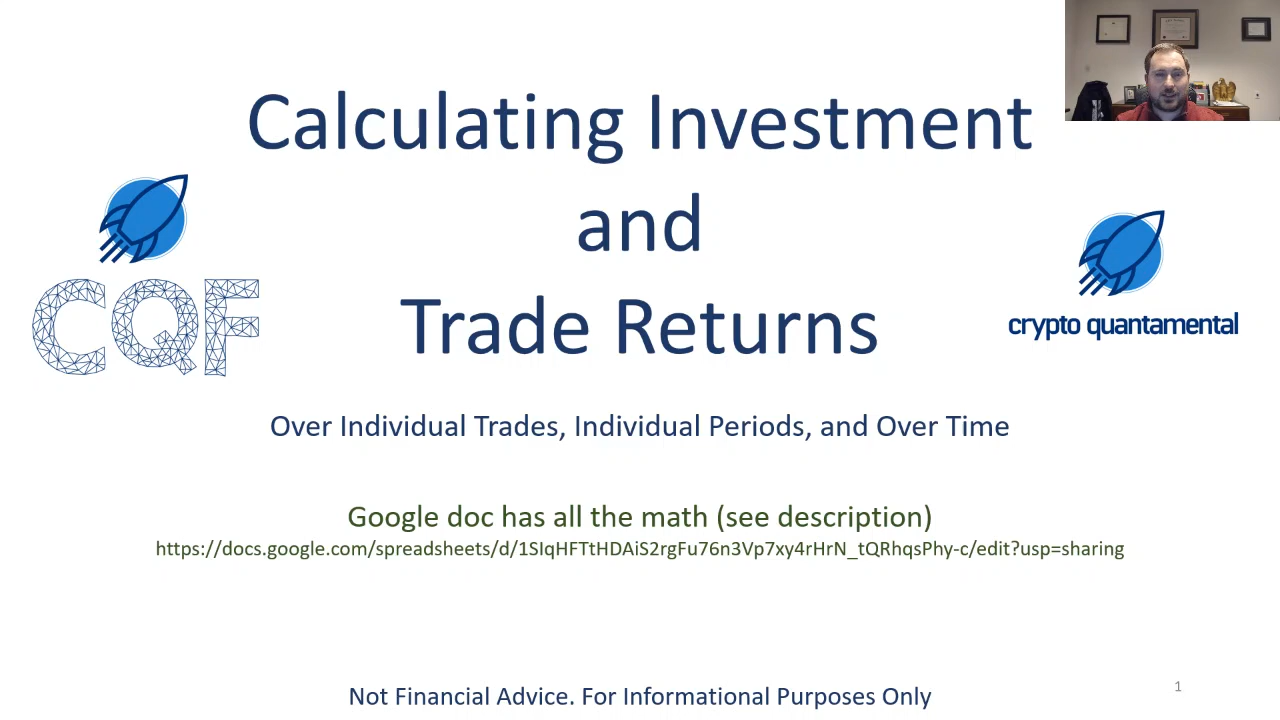 Calculating Investment
and
Trade Returns
CQF
crypto quantamental
Over Individual Trades, Individual Periods, and Over Time
Google doc has all the math (see description)
https://docs.google.com/spreadsheets/d/1SIqHFTtHDAiS2rgFu76n3Vp7xy4rHrN_tQRhqsPhy-c/edit?usp=sharing
Not Financial Advice. For Informational Purposes Only
1